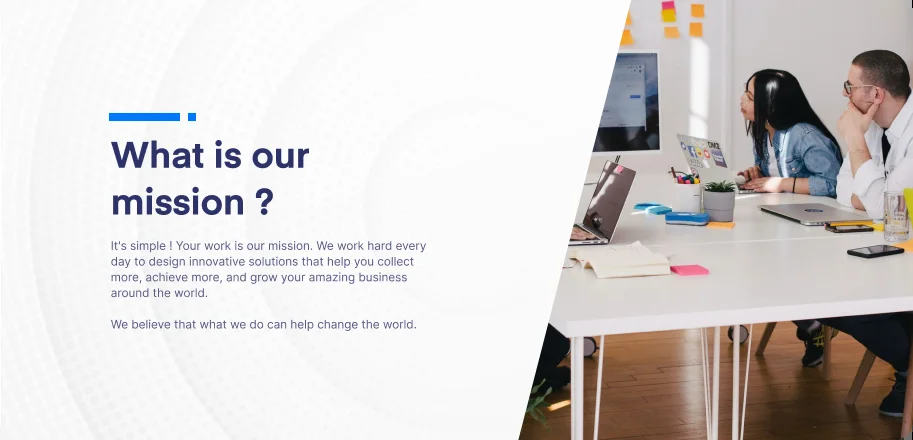 What is our
mission ?
It's simple ! Your work is our mission. We work hard every
day to design innovative solutions that help you collect
more, achieve more, and grow your amazing business
around the world.
We believe that what we do can help change the world.